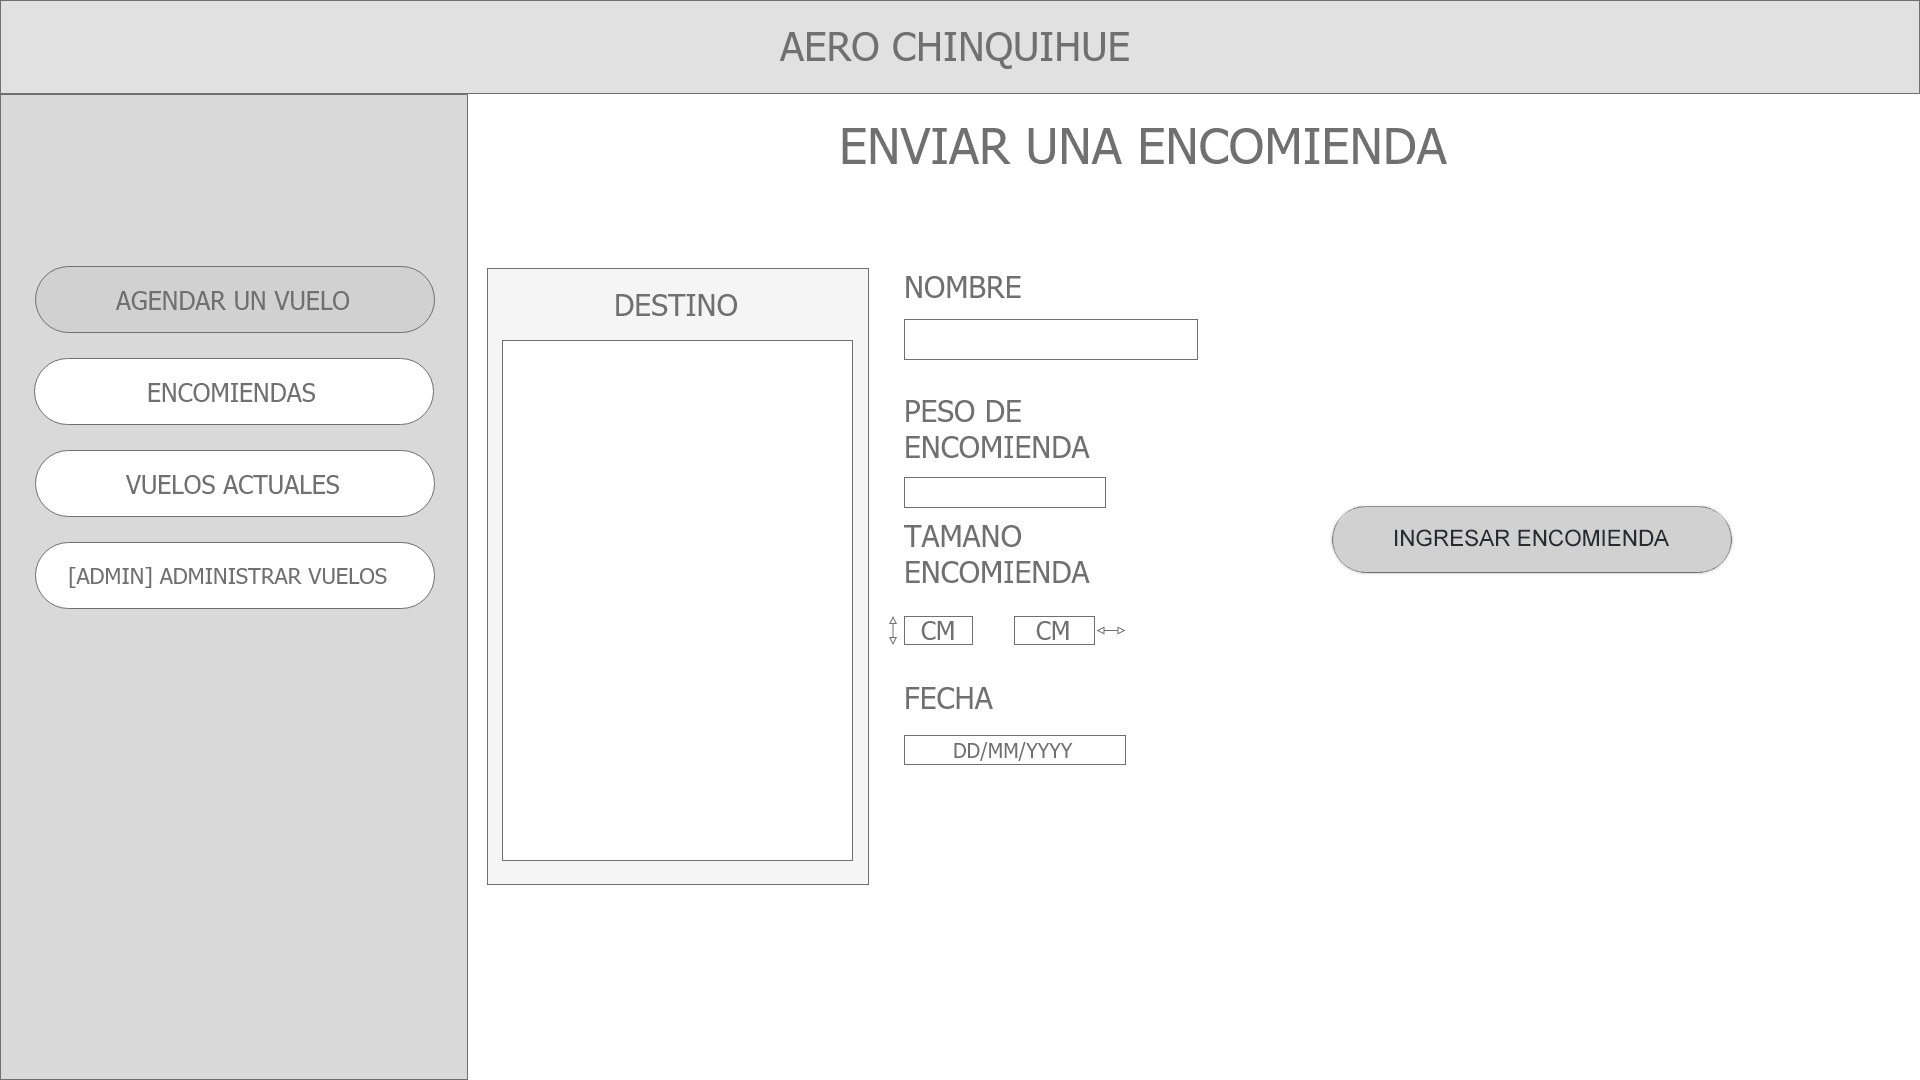 AERO CHINQUIHUE
ENVIAR UNA ENCOMIENDA
AGENDAR UN VUELO
ENCOMIENDAS
VUELOS ACTUALES
[ADMIN] ADMINISTRAR VUELOS
DESTINO
NOMBRE
PESO DE
ENCOMIENDA
TAMANO
ENCOMIENDA
CM
CM
FECHA
DD/MM/YYYY
INGRESAR ENCOMIENDA